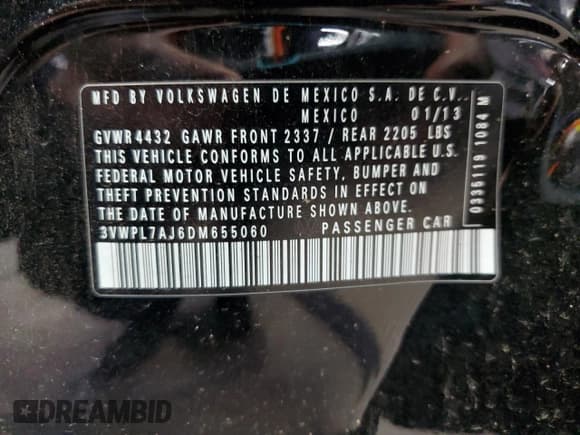 MFD BY VOLKSWAGEN DE MEXICO S.A. DE C.V.
MEXICO 01/13
GVWR 4432 GAWR FRONT 2337 / REAR 2205 LBS
THIS VEHICLE CONFORMS TO ALL APPLICABLE U.S.
FEDERAL MOTOR VEHICLE SAFETY, BUMPER AND
THEFT PREVENTION STANDARDS IN EFFECT ON
THE DATE OF MANUFACTURE SHOWN ABOVE.
3VWPL7AJ6DM655060 PASSENGER CAR
0336119 1084 M
DREAMBID